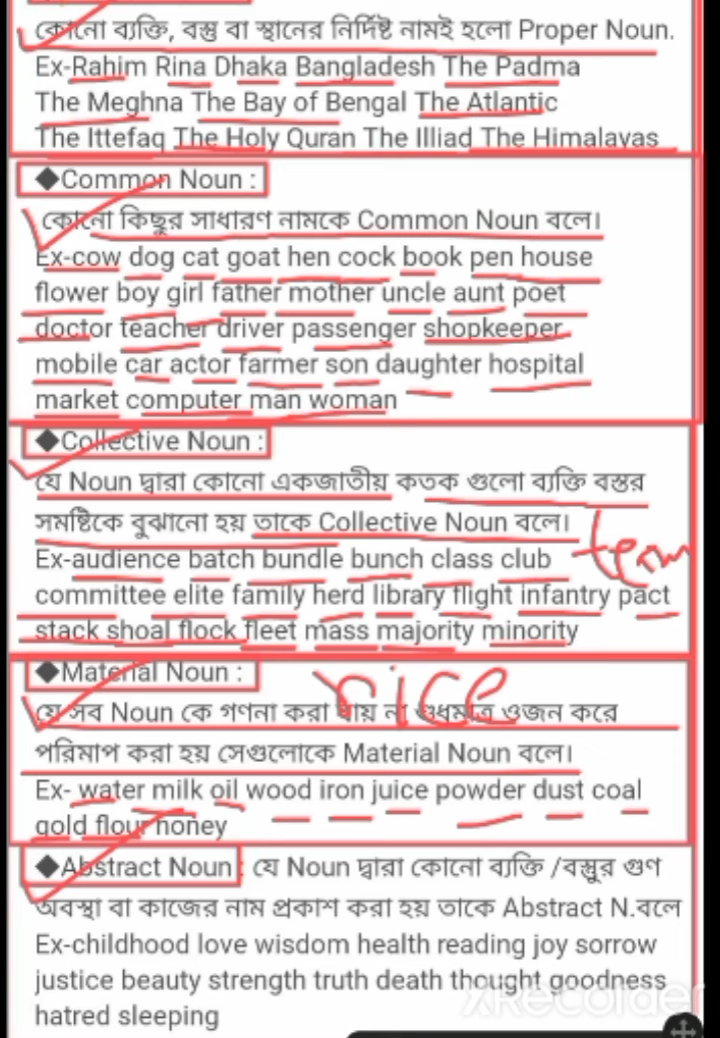 কোনো ব্যক্তি, বস্তু বা স্থানের নির্দিষ্ট নামই হলো Proper Noun.
Ex-Rahim Rina Dhaka Bangladesh The Padma
The Meghna The Bay of Bengal The Atlantic
The Ittefaq The Holy Quran The Illiad The Himalayas
◆Common Noun :
কোনো কিছুর সাধারণ নামকে Common Noun বলে।
Ex-cow dog cat goat hen cock book pen house
flower boy girl father mother uncle aunt poet
doctor teacher driver passenger shopkeeper
mobile car actor farmer son daughter hospital
market computer man woman
◆Collective Noun :
যে Noun দ্বারা কোনো একজাতীয় কতক গুলো ব্যক্তি বস্তর
সমষ্টিকে বুঝানো হয় তাকে Collective Noun বলে।
Ex-audience batch bundle bunch class club
team
committee elite family herd library flight infantry pact
stack shoal flock fleet mass majority minority
◆Material Noun :
rice
যে সব Noun কে গণনা করা যায় না শুধমাত্র ওজন করে
পরিমাপ করা হয় সেগুলোকে Material Noun বলে।
Ex- water milk oil wood iron juice powder dust coal
gold flour honey
◆Abstract Noun : যে Noun দ্বারা কোনো ব্যক্তি /বস্তুর গুণ
অবস্থা বা কাজের নাম প্রকাশ করা হয় তাকে Abstract N.বলে
Ex-childhood love wisdom health reading joy sorrow
justice beauty strength truth death thought goodness
hatred sleeping
XRecorder